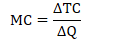 MC = ΔTC / ΔQ